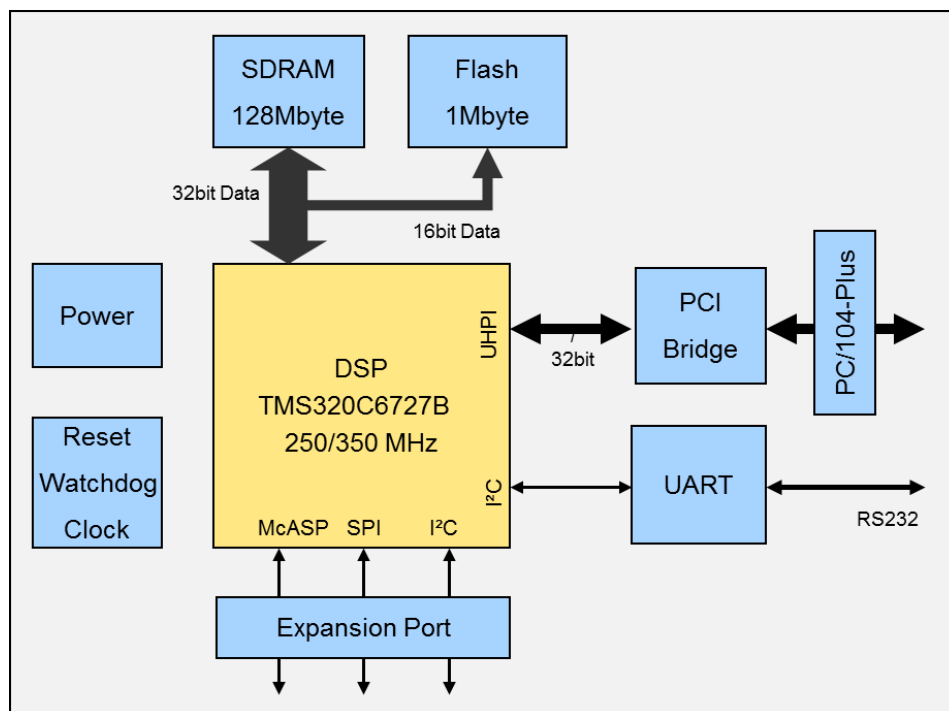 SDRAM
128Mbyte
Flash
1Mbyte
32bit Data
16bit Data
Power
Reset
Watchdog
Clock
DSP
TMS320C6727B
250/350 MHz
UHPI
I²C
McASP
SPI
I²C
32bit
PCI
Bridge
PC/104-Plus
UART
RS232
Expansion Port